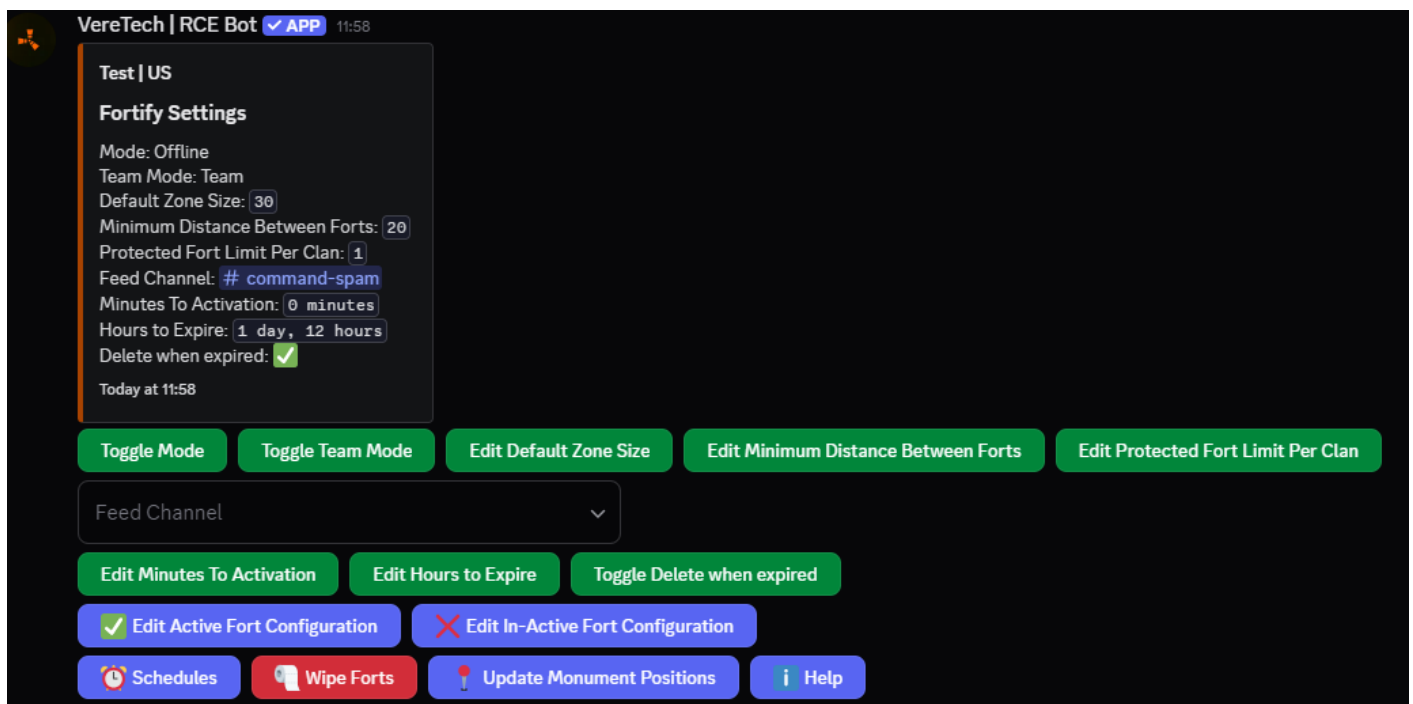 VereTech | RCE Bot ✓ APP 11:58
Test | US
Fortify Settings
Mode: Offline
Team Mode: Team
Default Zone Size: 30
Minimum Distance Between Forts: 20
Protected Fort Limit Per Clan: 1
Feed Channel: # command-spam
Minutes To Activation: 0 minutes
Hours to Expire: 1 day, 12 hours
Delete when expired: ✅
Today at 11:58
Toggle Mode Toggle Team Mode Edit Default Zone Size Edit Minimum Distance Between Forts Edit Protected Fort Limit Per Clan
Feed Channel
Edit Minutes To Activation Edit Hours to Expire Toggle Delete when expired
✅ Edit Active Fort Configuration ❌ Edit In-Active Fort Configuration
⏰ Schedules 🧻 Wipe Forts 📍 Update Monument Positions ℹ️ Help